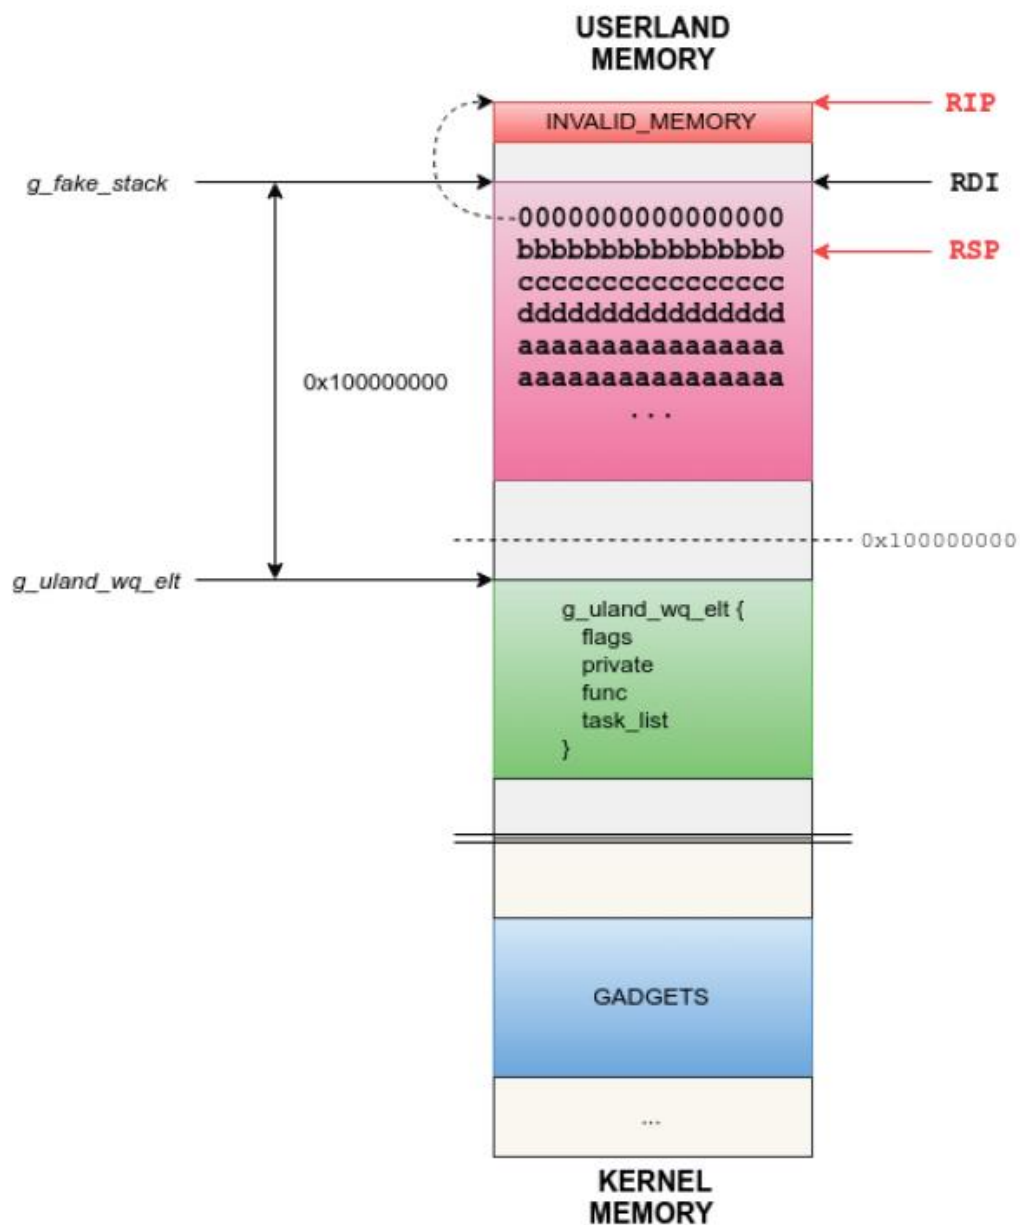 USERLAND
MEMORY
INVALID_MEMORY
RIP
g_fake_stack
RDI
0000000000000000
bbbbbbbbbbbbbbbb
RSP
cccccccccccccccc
dddddddddddddddd
aaaaaaaaaaaaaaaa
0x100000000
aaaaaaaaaaaaaaaa
...
0x100000000
g_uland_wq_elt
g_uland_wq_elt {
flags
private
func
task_list
}
GADGETS
...
KERNEL
MEMORY